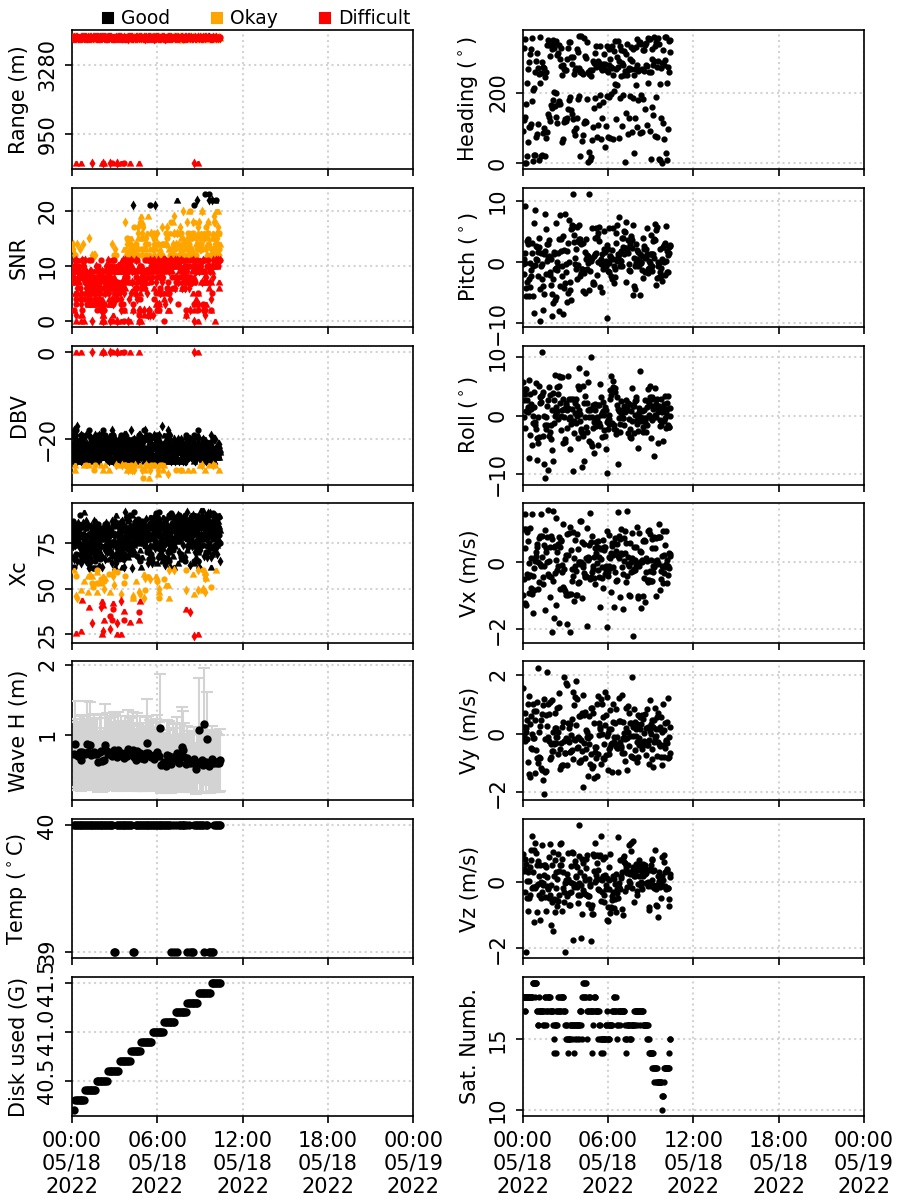 Good Okay Difficult
Range (m)
3280
950
Heading (°)
200
0
SNR
20
10
0
Pitch (°)
10
0
−10
DBV
0
−20
Roll (°)
10
0
−10
Xc
75
50
25
Vx (m/s)
0
−2
Wave H (m)
2
1
Vy (m/s)
2
0
−2
Temp (°C)
40
39
Vz (m/s)
0
−2
Disk used (G)
41.5
41.0
40.5
Sat. Numb.
15
10
00:00 06:00 12:00 18:00 00:00
05/18 05/18 05/18 05/18 05/19
2022 2022 2022 2022 2022
00:00 06:00 12:00 18:00 00:00
05/18 05/18 05/18 05/18 05/19
2022 2022 2022 2022 2022